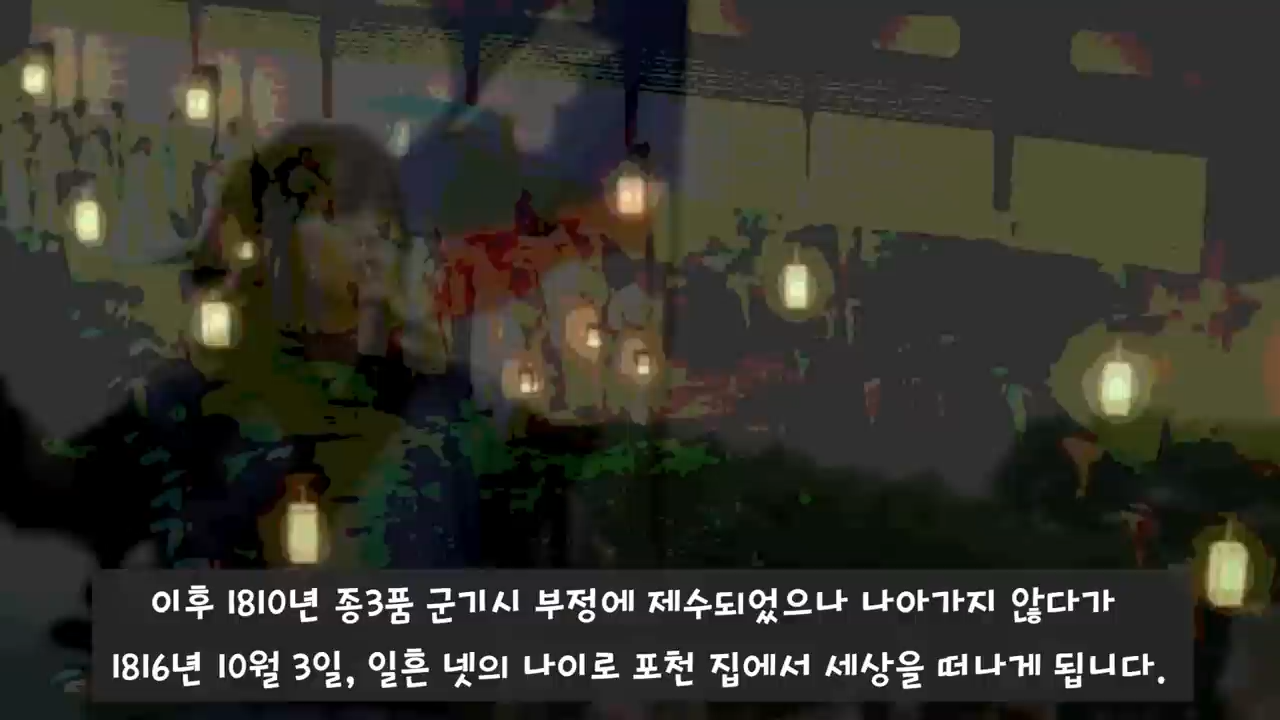 이후 1810년 종3품 군기시 부정에 제수되었으나 나아가지 않다가
1816년 10월 3일, 일흔 넷의 나이로 포천 집에서 세상을 떠나게 됩니다.